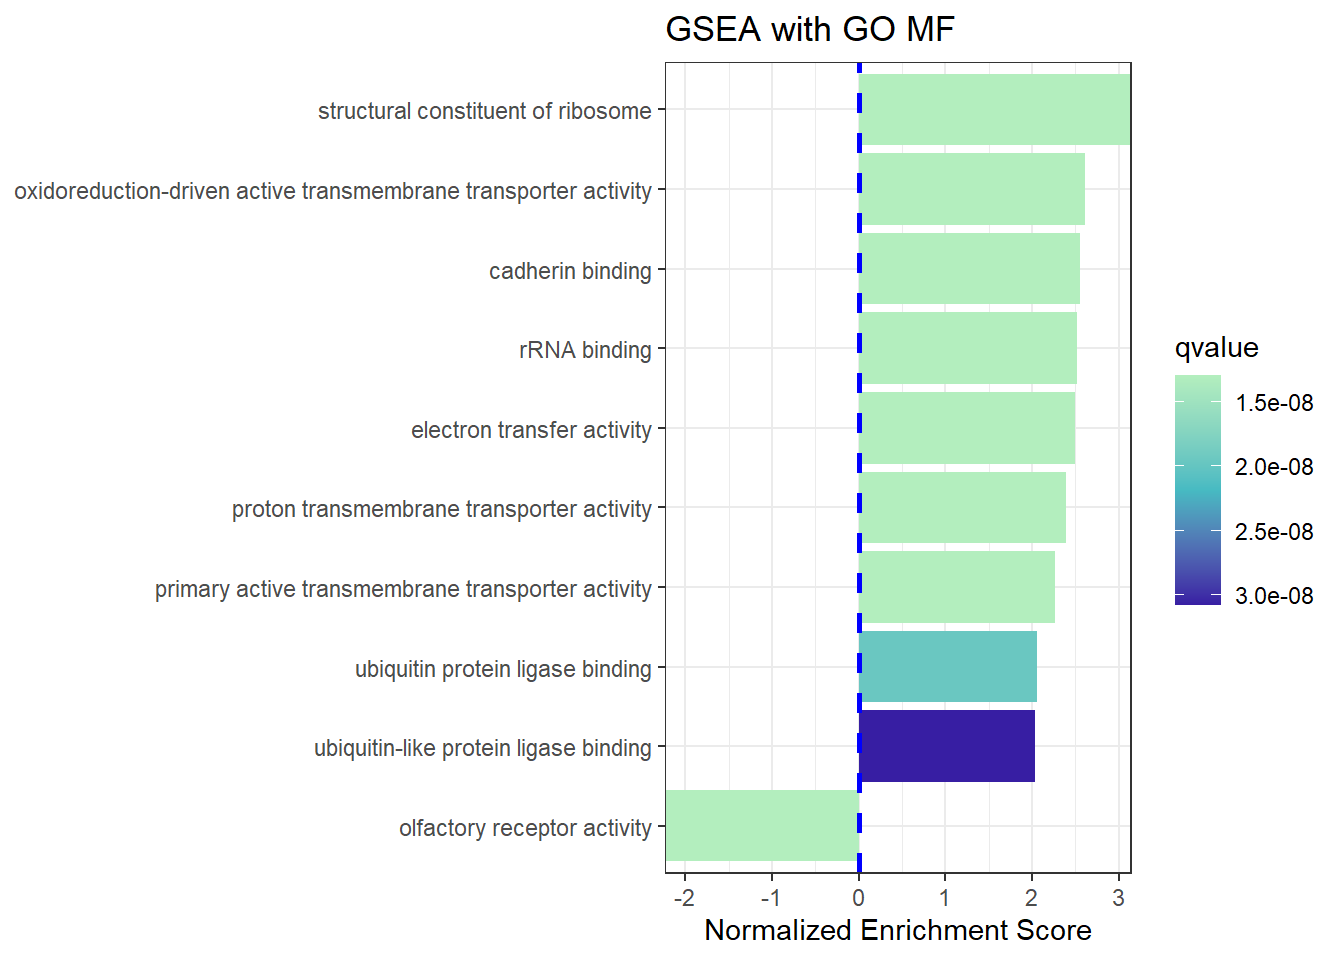 GSEA with GO MF
structural constituent of ribosome
oxidoreduction-driven active transmembrane transporter activity
cadherin binding
rRNA binding
electron transfer activity
proton transmembrane transporter activity
primary active transmembrane transporter activity
ubiquitin protein ligase binding
ubiquitin-like protein ligase binding
olfactory receptor activity
-2 -1 0 1 2 3
Normalized Enrichment Score
qvalue
1.5e-08
2.0e-08
2.5e-08
3.0e-08